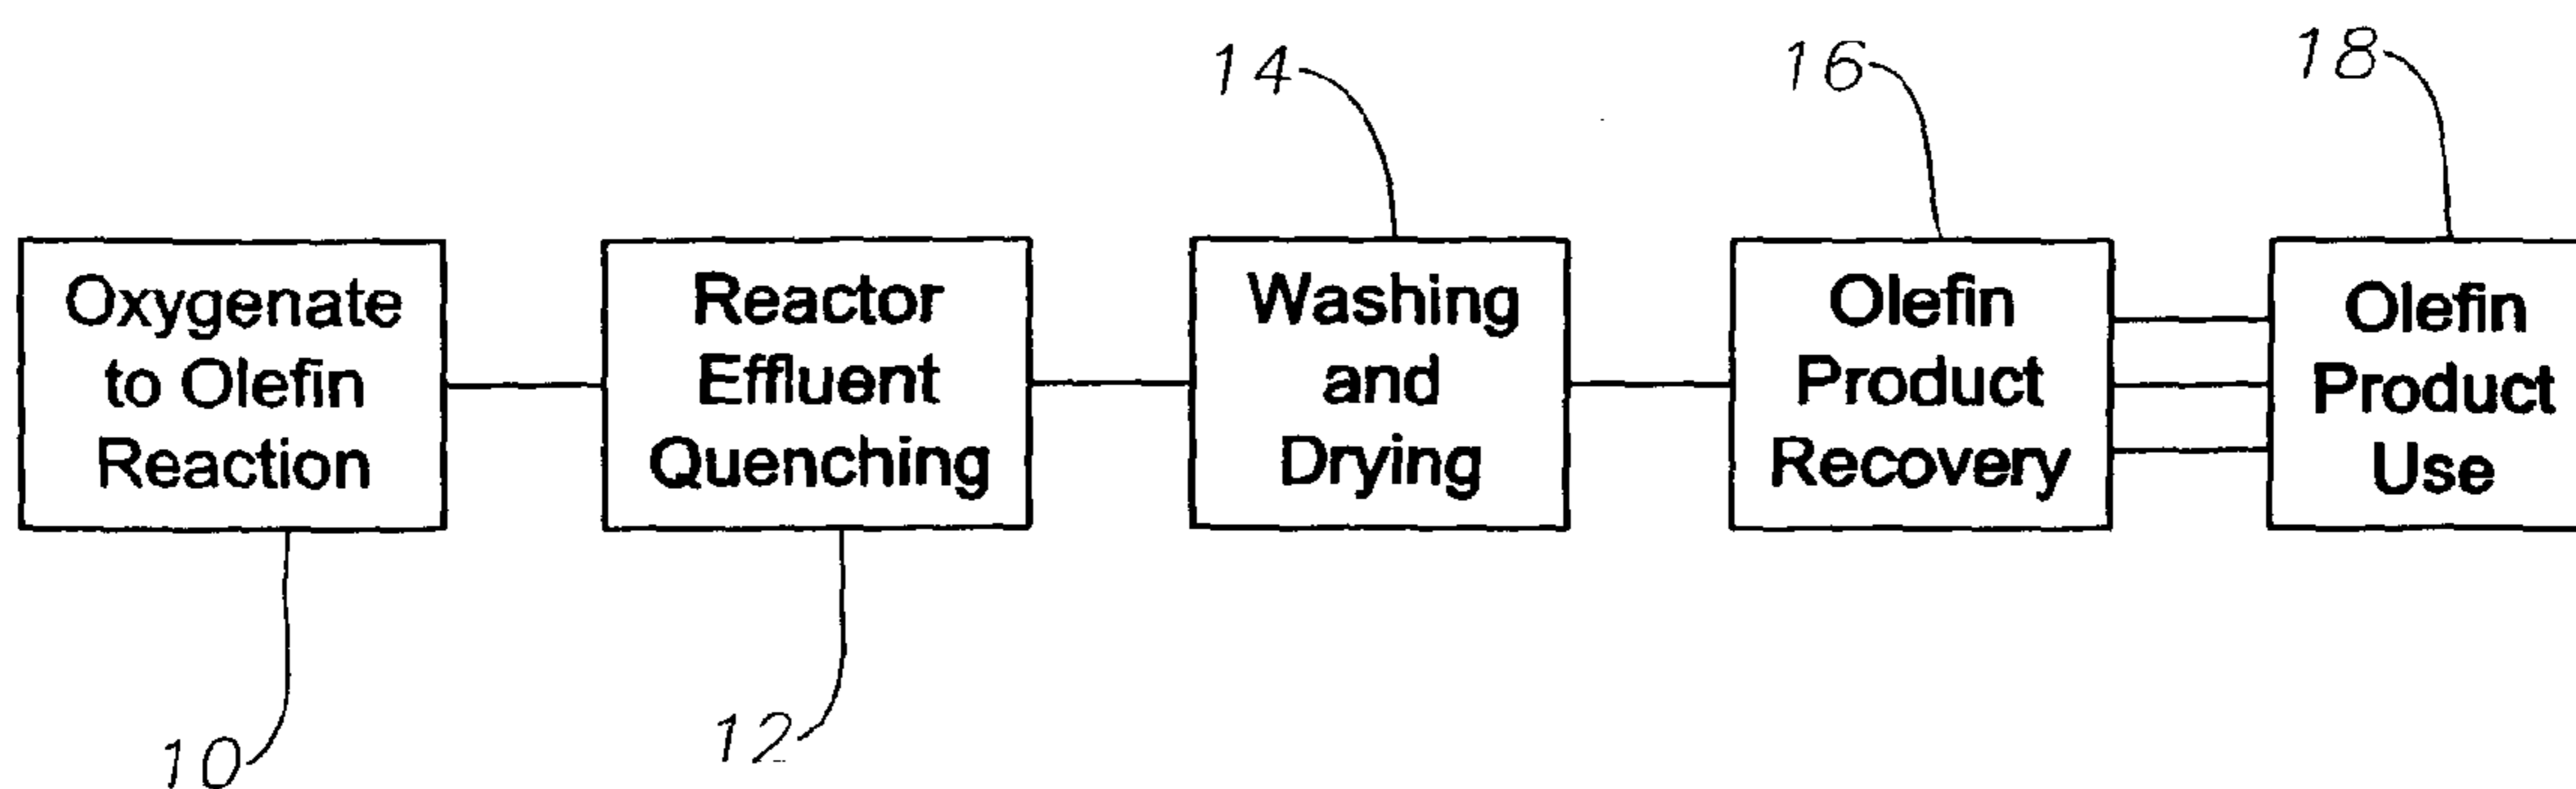 14
16
18
Oxygenate
to Olefin
Reaction
Reactor
Effluent
Quenching
Washing
and
Drying
Olefin
Product
Recovery
Olefin
Product
Use
10
12